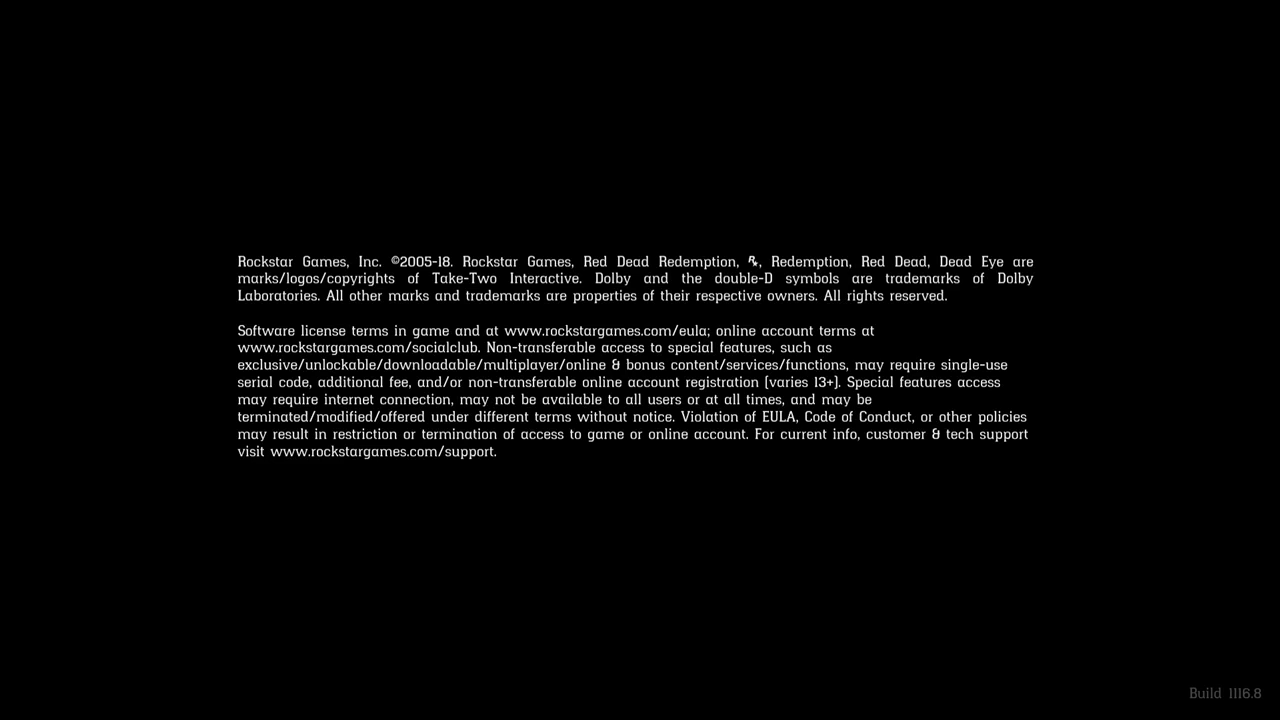 Rockstar Games, Inc. ©2005-18. Rockstar Games, Red Dead Redemption, R*, Redemption, Red Dead, Dead Eye are
marks/logos/copyrights of Take-Two Interactive. Dolby and the double-D symbols are trademarks of Dolby
Laboratories. All other marks and trademarks are properties of their respective owners. All rights reserved.
Software license terms in game and at www.rockstargames.com/eula; online account terms at
www.rockstargames.com/socialclub. Non-transferable access to special features, such as
exclusive/unlockable/downloadable/multiplayer/online & bonus content/services/functions, may require single-use
serial code, additional fee, and/or non-transferable online account registration (varies 13+). Special features access
may require internet connection, may not be available to all users or at all times, and may be
terminated/modified/offered under different terms without notice. Violation of EULA, Code of Conduct, or other policies
may result in restriction or termination of access to game or online account. For current info, customer & tech support
visit www.rockstargames.com/support.
Build 1116.8